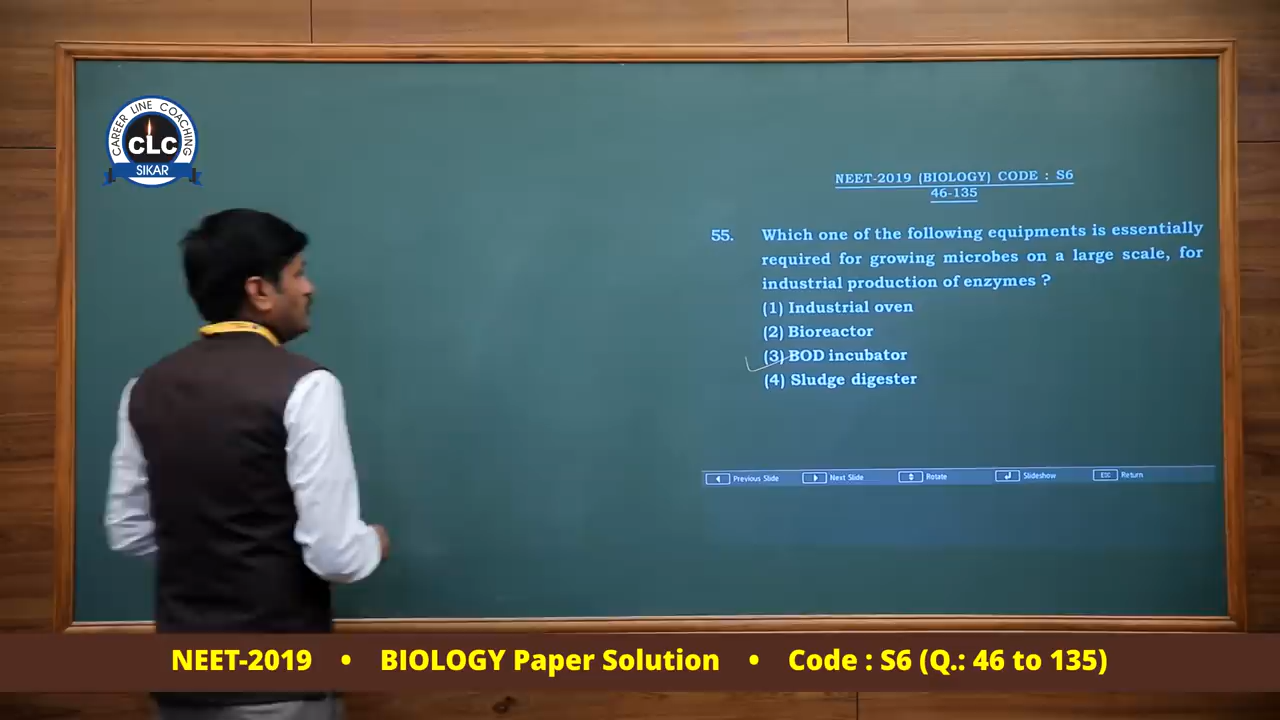 CAREER LINE COACHING
CLC
SIKAR
NEET-2019 (BIOLOGY) CODE : S6
46-135
55. Which one of the following equipments is essentially
required for growing microbes on a large scale, for
industrial production of enzymes ?
(1) Industrial oven
(2) Bioreactor
(3) BOD incubator
(4) Sludge digester
Previous Slide Next Slide Rotate Slideshow ESC Return
NEET-2019 • BIOLOGY Paper Solution • Code : S6 (Q.: 46 to 135)